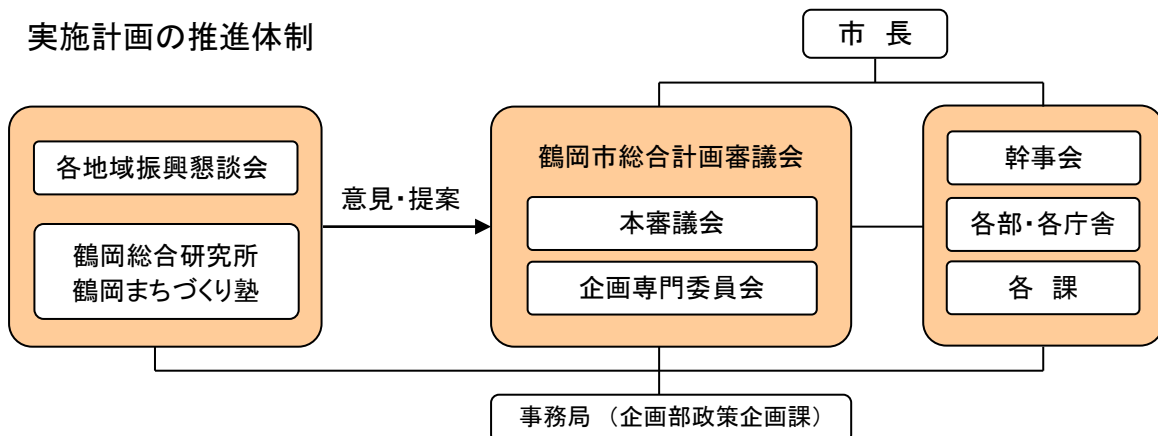 実施計画の推進体制
市 長
各地域振興懇談会
鶴岡総合研究所
鶴岡まちづくり塾
意見・提案
鶴岡市総合計画審議会
本審議会
企画専門委員会
幹事会
各部・各庁舎
各 課
事務局 （企画部政策企画課）